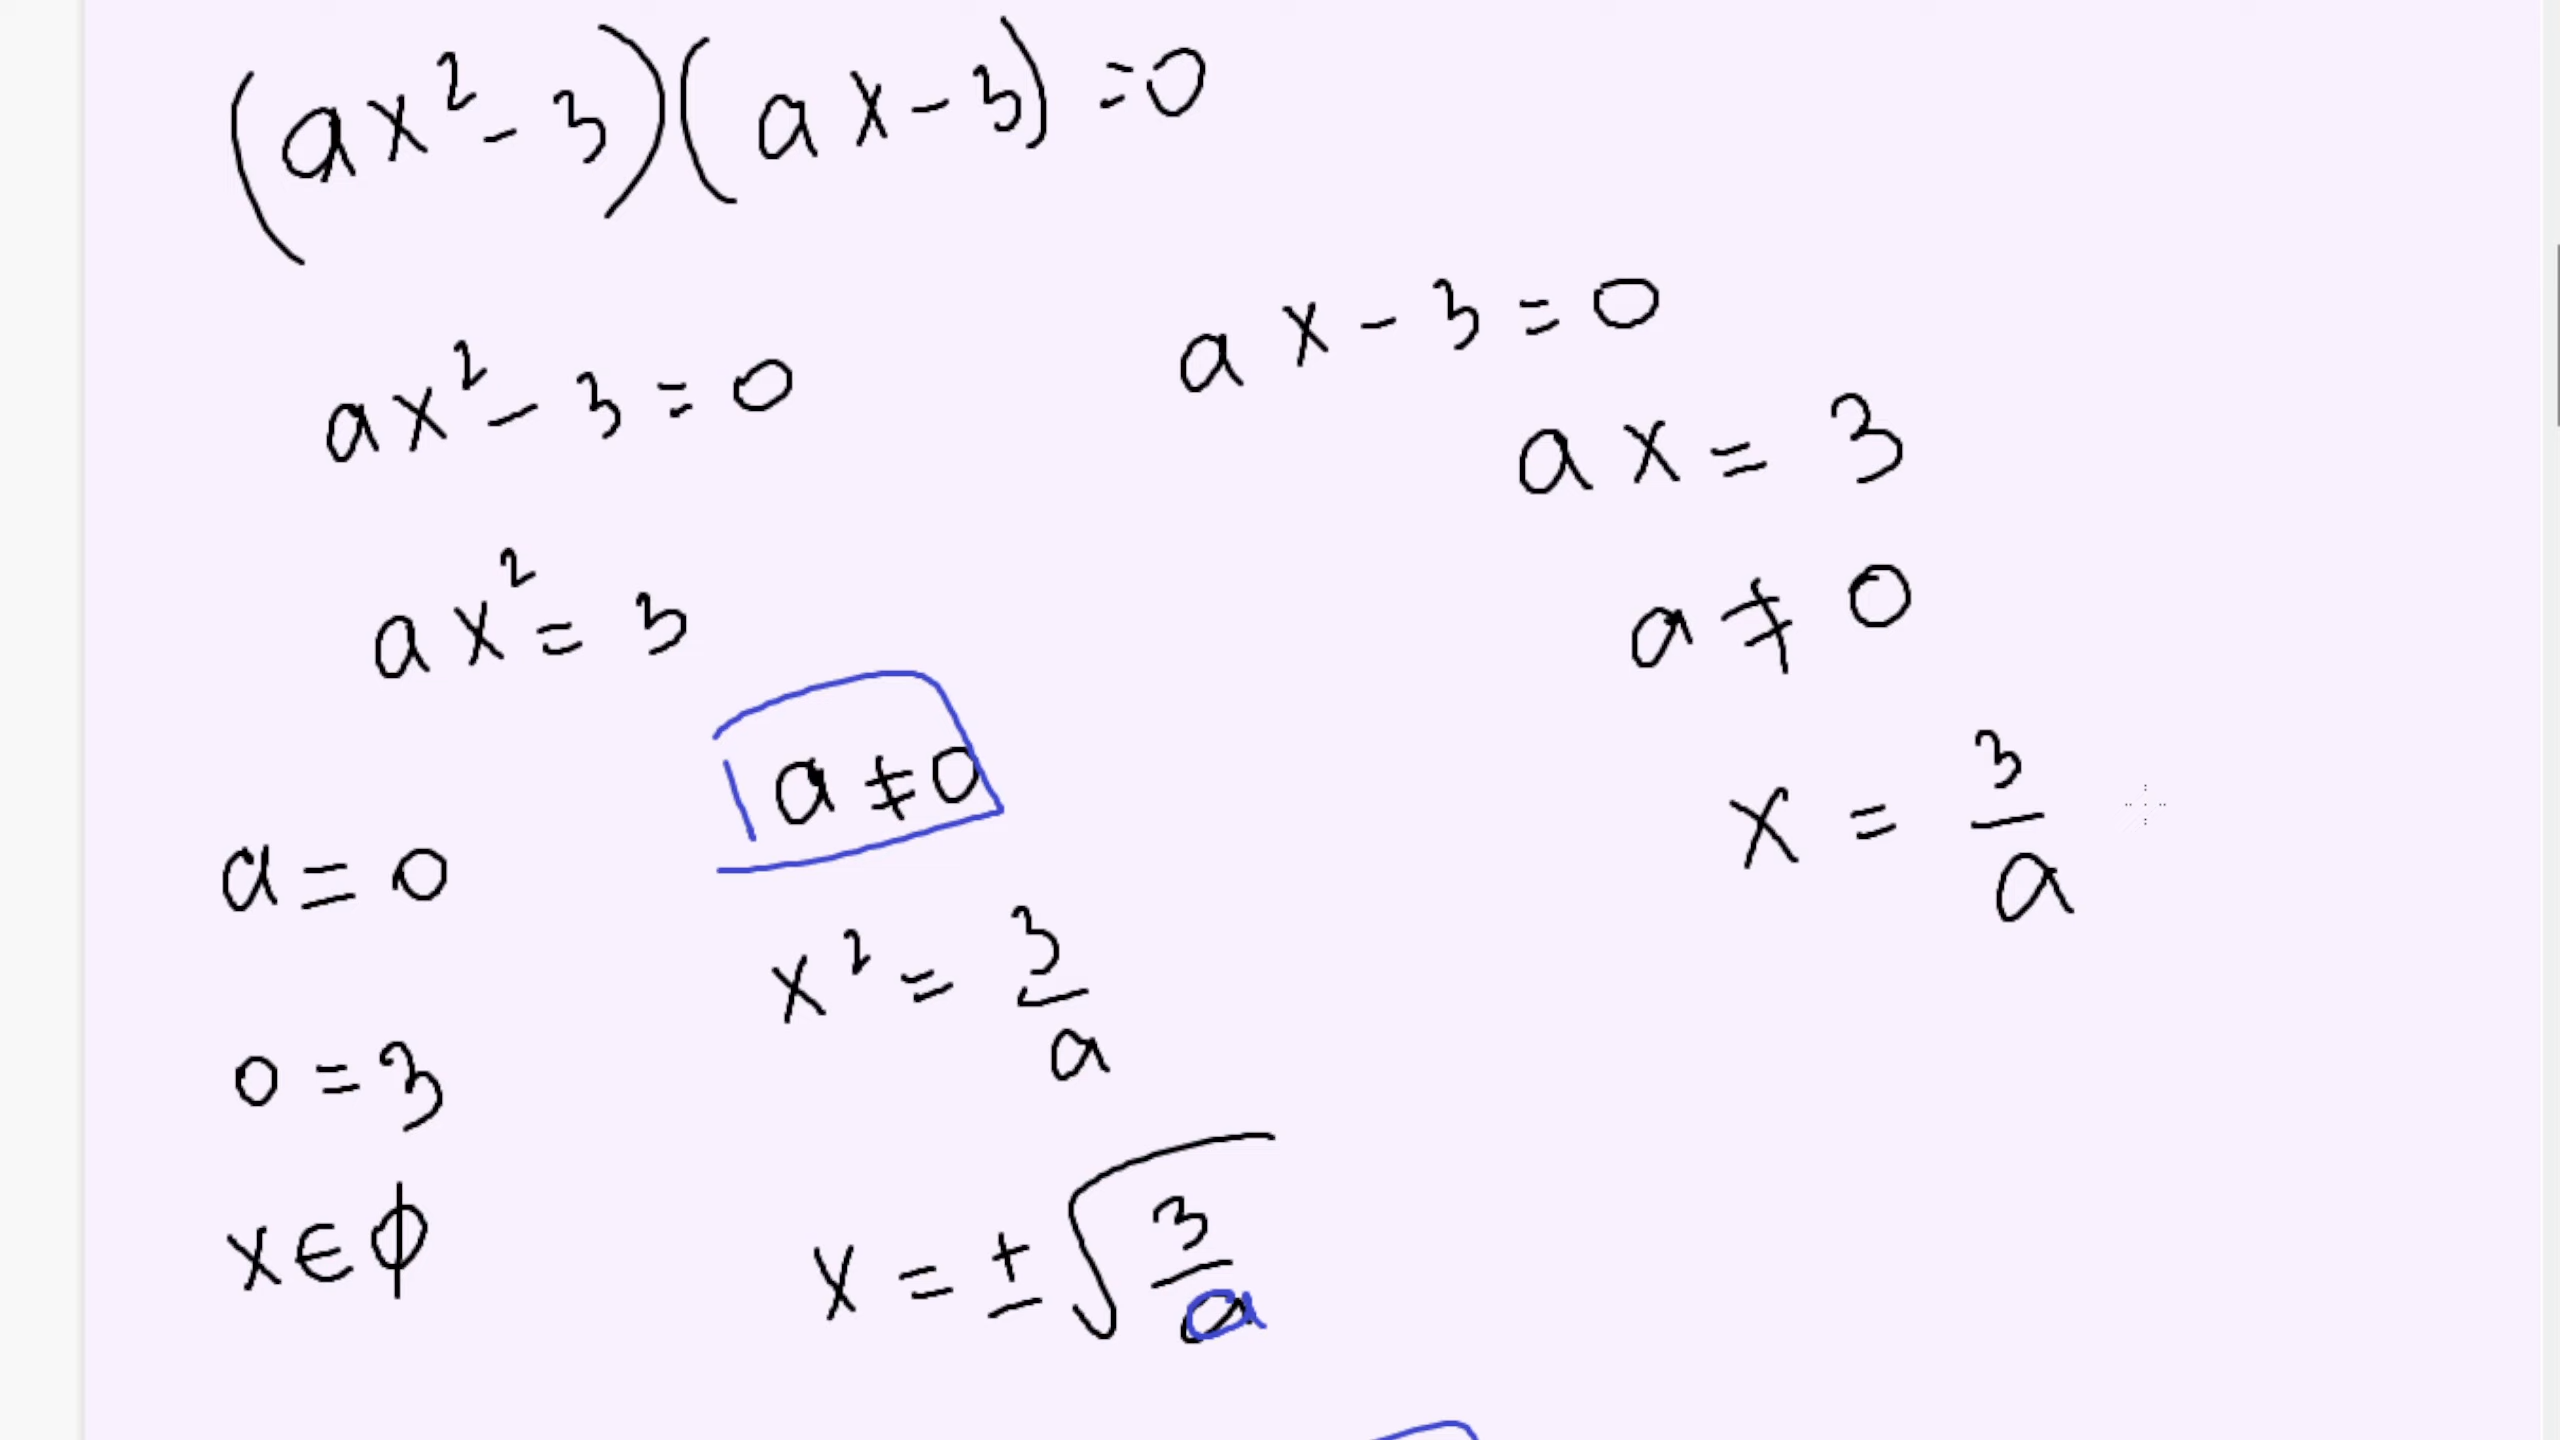 (ax² - 3)(ax - 3) = 0
ax² - 3 = 0
ax² = 3
a = 0
0 = 3
x ∈ ϕ
a ≠ 0
x² = 3/a
x = ±√(3/a)
ax - 3 = 0
ax = 3
a ≠ 0
x = 3/a